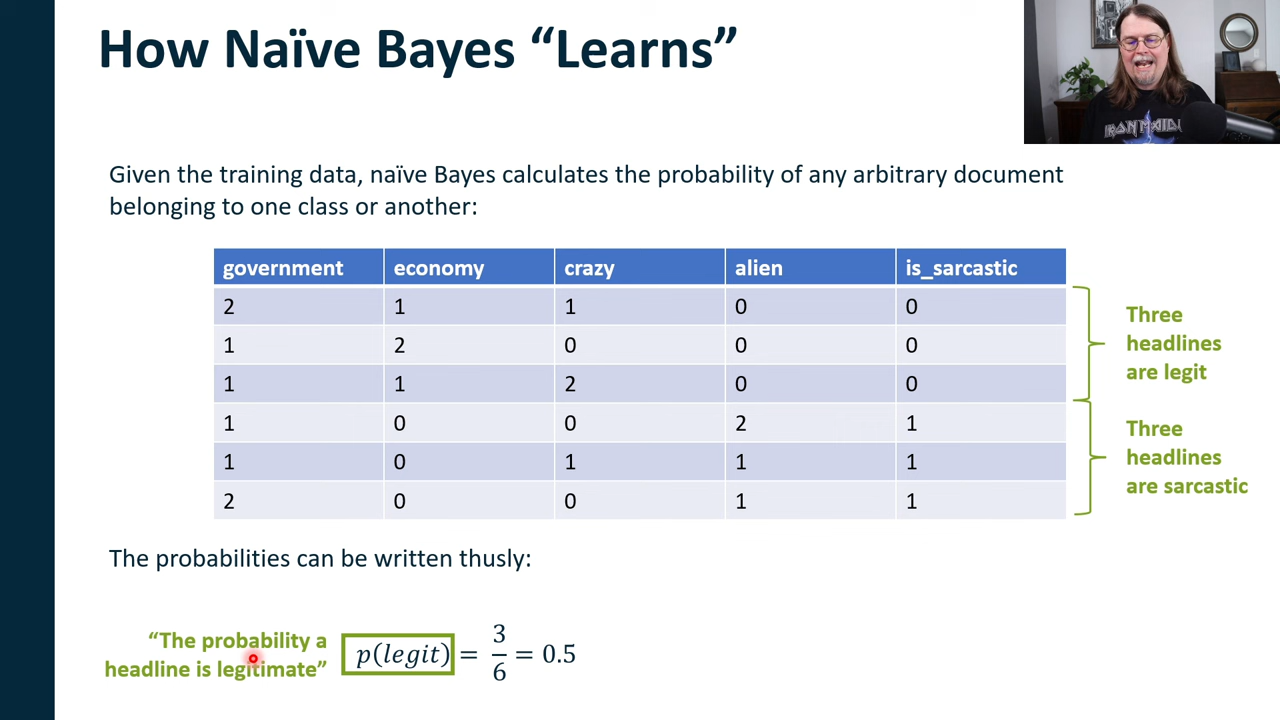 How Naïve Bayes “Learns”
IRON MAIDEN
Given the training data, naïve Bayes calculates the probability of any arbitrary document
belonging to one class or another:
government economy crazy alien is_sarcastic
2 1 1 0 0
1 2 0 0 0
1 1 2 0 0
1 0 0 2 1
1 0 1 1 1
2 0 0 1 1
Three
headlines
are legit
Three
headlines
are sarcastic
The probabilities can be written thusly:
“The probability a
headline is legitimate”
p(legit) = 3/6 = 0.5